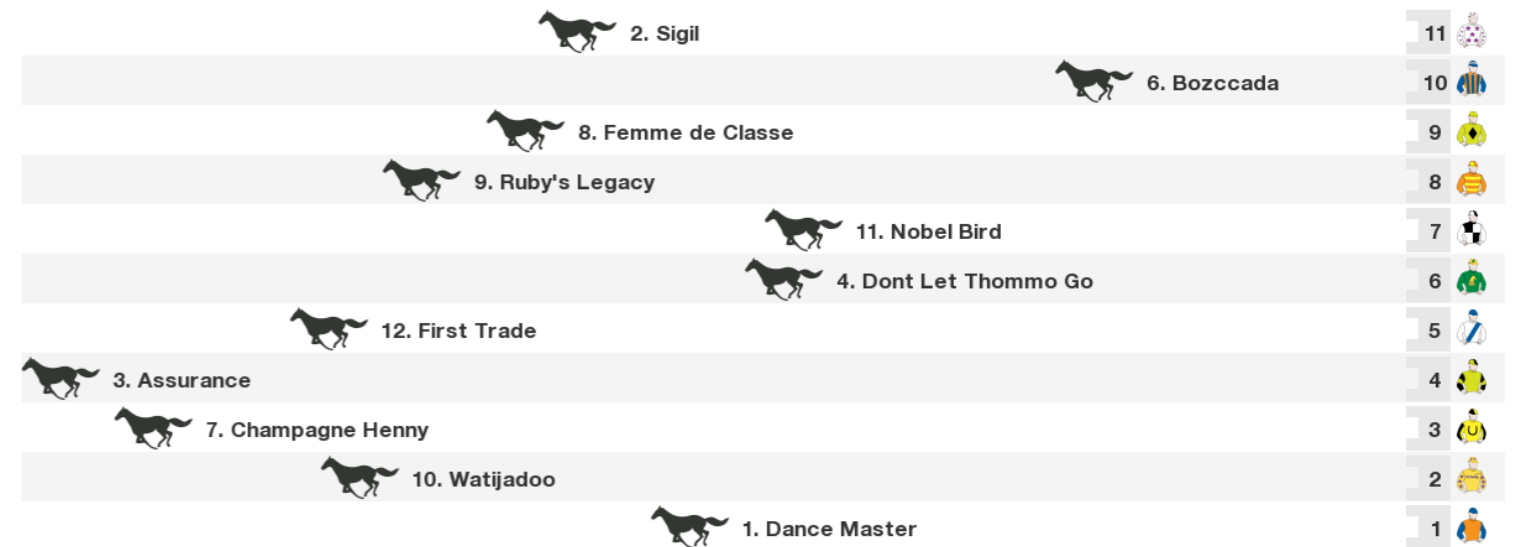 2. Sigil 11
6. Bozccada 10
8. Femme de Classe 9
9. Ruby's Legacy 8
11. Nobel Bird 7
4. Dont Let Thommo Go 6
12. First Trade 5
3. Assurance 4
7. Champagne Henny 3
10. Watijadoo 2
1. Dance Master 1